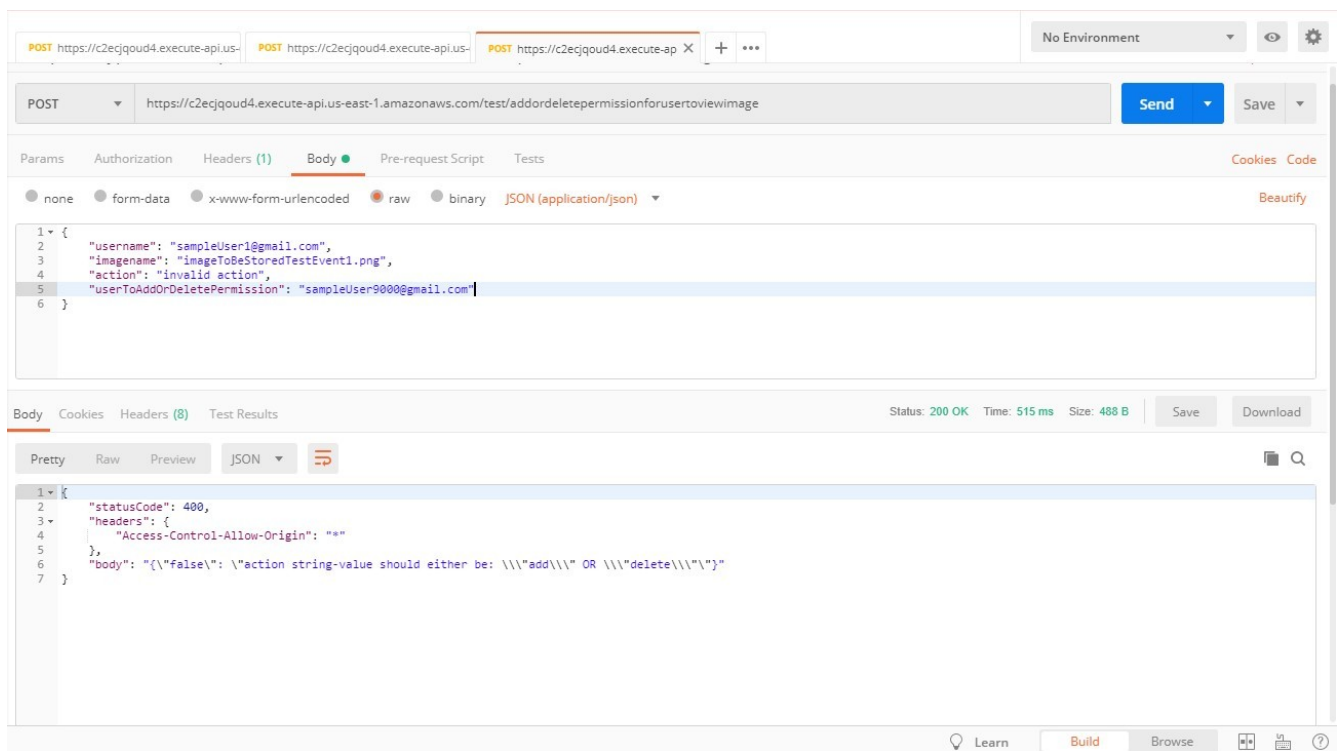 POST https://c2ecjqoud4.execute-api.us- POST https://c2ecjqoud4.execute-api.us- POST https://c2ecjqoud4.execute-ap X + •••
No Environment
POST https://c2ecjqoud4.execute-api.us-east-1.amazonaws.com/test/addordeletepermissionforusertoviewimage Send Save
Params Authorization Headers (1) Body Pre-request Script Tests Cookies Code
none form-data x-www-form-urlencoded raw binary JSON (application/json) Beautify
1 {
2 "username": "sampleUser1@gmail.com",
3 "imagename": "imageToBeStoredTestEvent1.png",
4 "action": "invalid action",
5 "userToAddOrDeletePermission": "sampleUser9000@gmail.com"
6 }
Body Cookies Headers (8) Test Results Status: 200 OK Time: 515 ms Size: 488 B Save Download
Pretty Raw Preview JSON
1 {
2 "statusCode": 400,
3 "headers": {
4 "Access-Control-Allow-Origin": "*"
5 },
6 "body": "{\"false\": \"action string-value should either be: \\\"add\\\" OR \\\"delete\\\"\"}"
7 }
Learn Build Browse ?